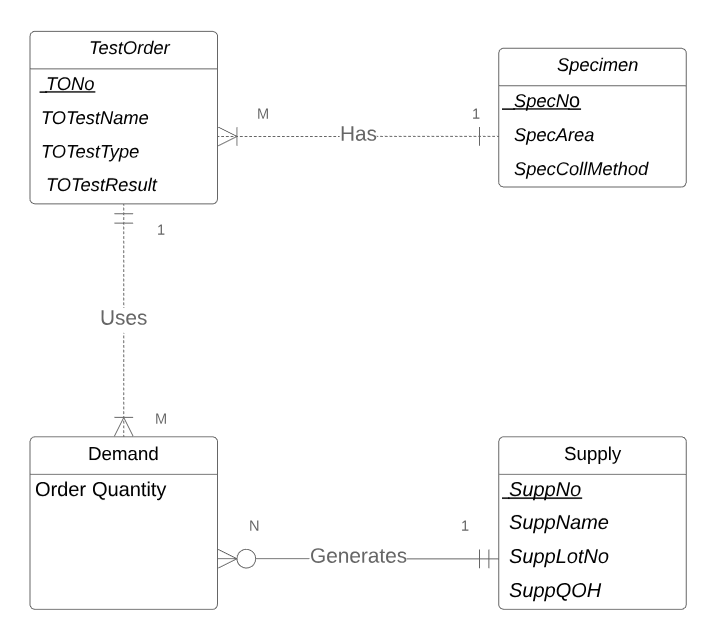 TestOrder
TONo
TOTestName
TOTestType
TOTestResult
Specimen
SpecNo
SpecArea
SpecCollMethod
M
Has
1
1
Uses
M
Demand
Order Quantity
Supply
SuppNo
SuppName
SuppLotNo
SuppQOH
N
Generates
1